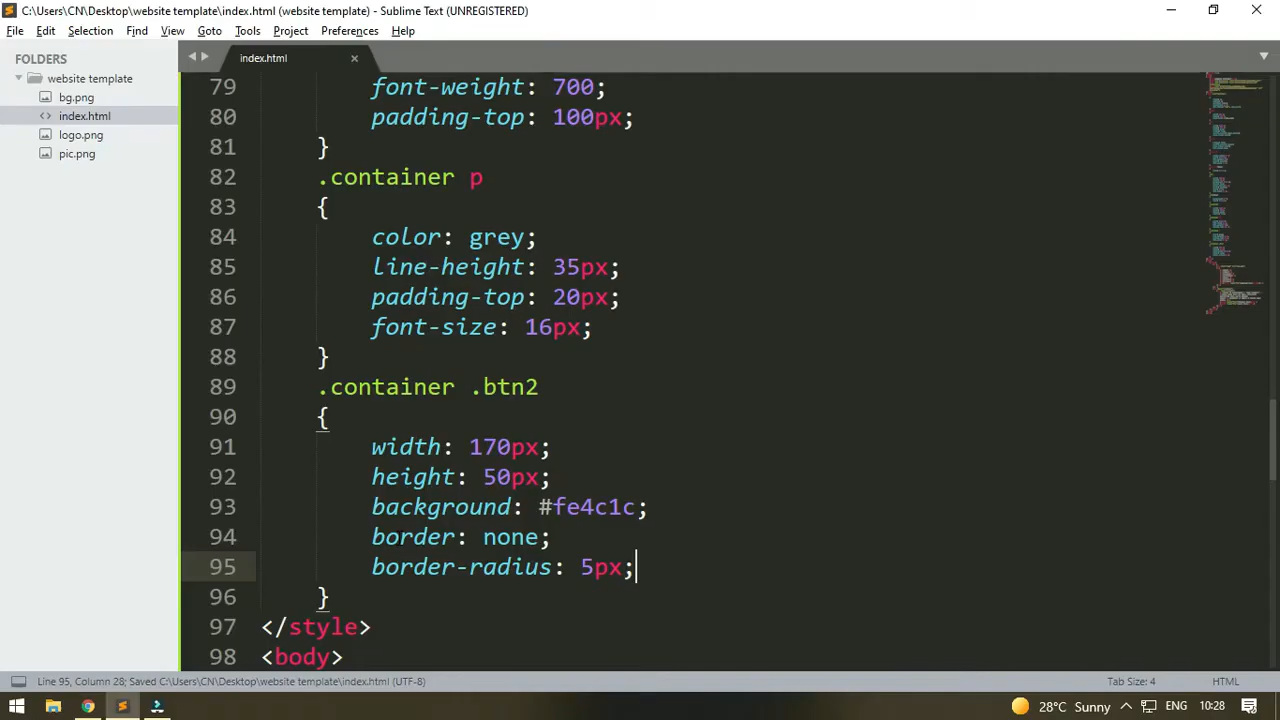 C:\Users\CN\Desktop\website template\index.html (website template) - Sublime Text (UNREGISTERED)
File Edit Selection Find View Goto Tools Project Preferences Help
FOLDERS
website template
bg.png
index.html
logo.png
pic.png
index.html
79 font-weight: 700;
80 padding-top: 100px;
81 }
82 .container p
83 {
84 color: grey;
85 line-height: 35px;
86 padding-top: 20px;
87 font-size: 16px;
88 }
89 .container .btn2
90 {
91 width: 170px;
92 height: 50px;
93 background: #fe4c1c;
94 border: none;
95 border-radius: 5px;
96 }
97 </style>
98 <body>
Line 95, Column 28; Saved C:\Users\CN\Desktop\website template\index.html (UTF-8) Tab Size: 4 HTML
28°C Sunny ENG 10:28